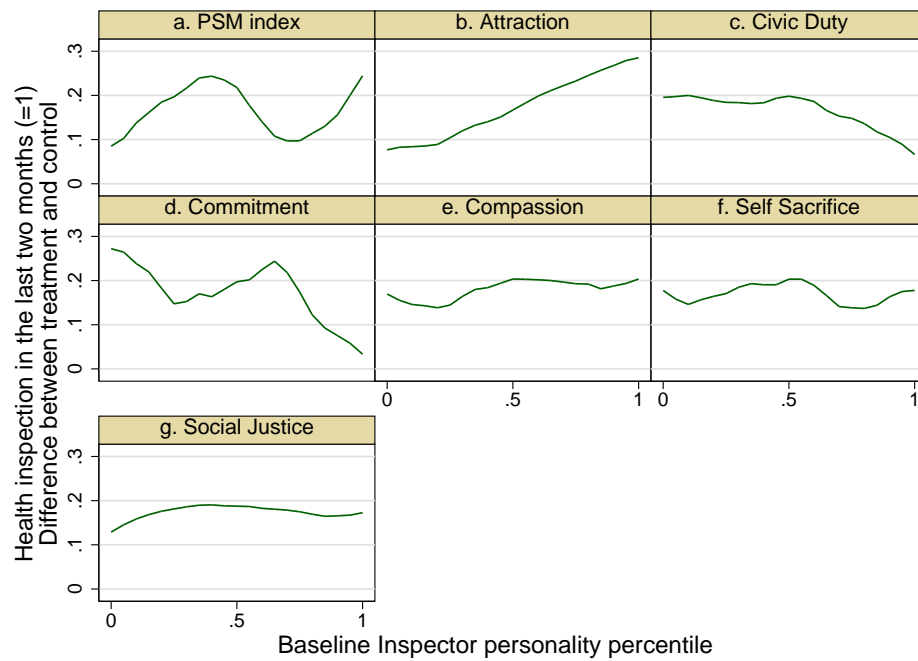 a. PSM index
b. Attraction
c. Civic Duty
0
.1
.2
.3
d. Commitment
e. Compassion
f. Self Sacrifice
0
.1
.2
.3
0
.5
1
0
.5
1
g. Social Justice
0
.1
.2
.3
0
.5
1
Health inspection in the last two months (=1)
Difference between treatment and control
Baseline Inspector personality percentile